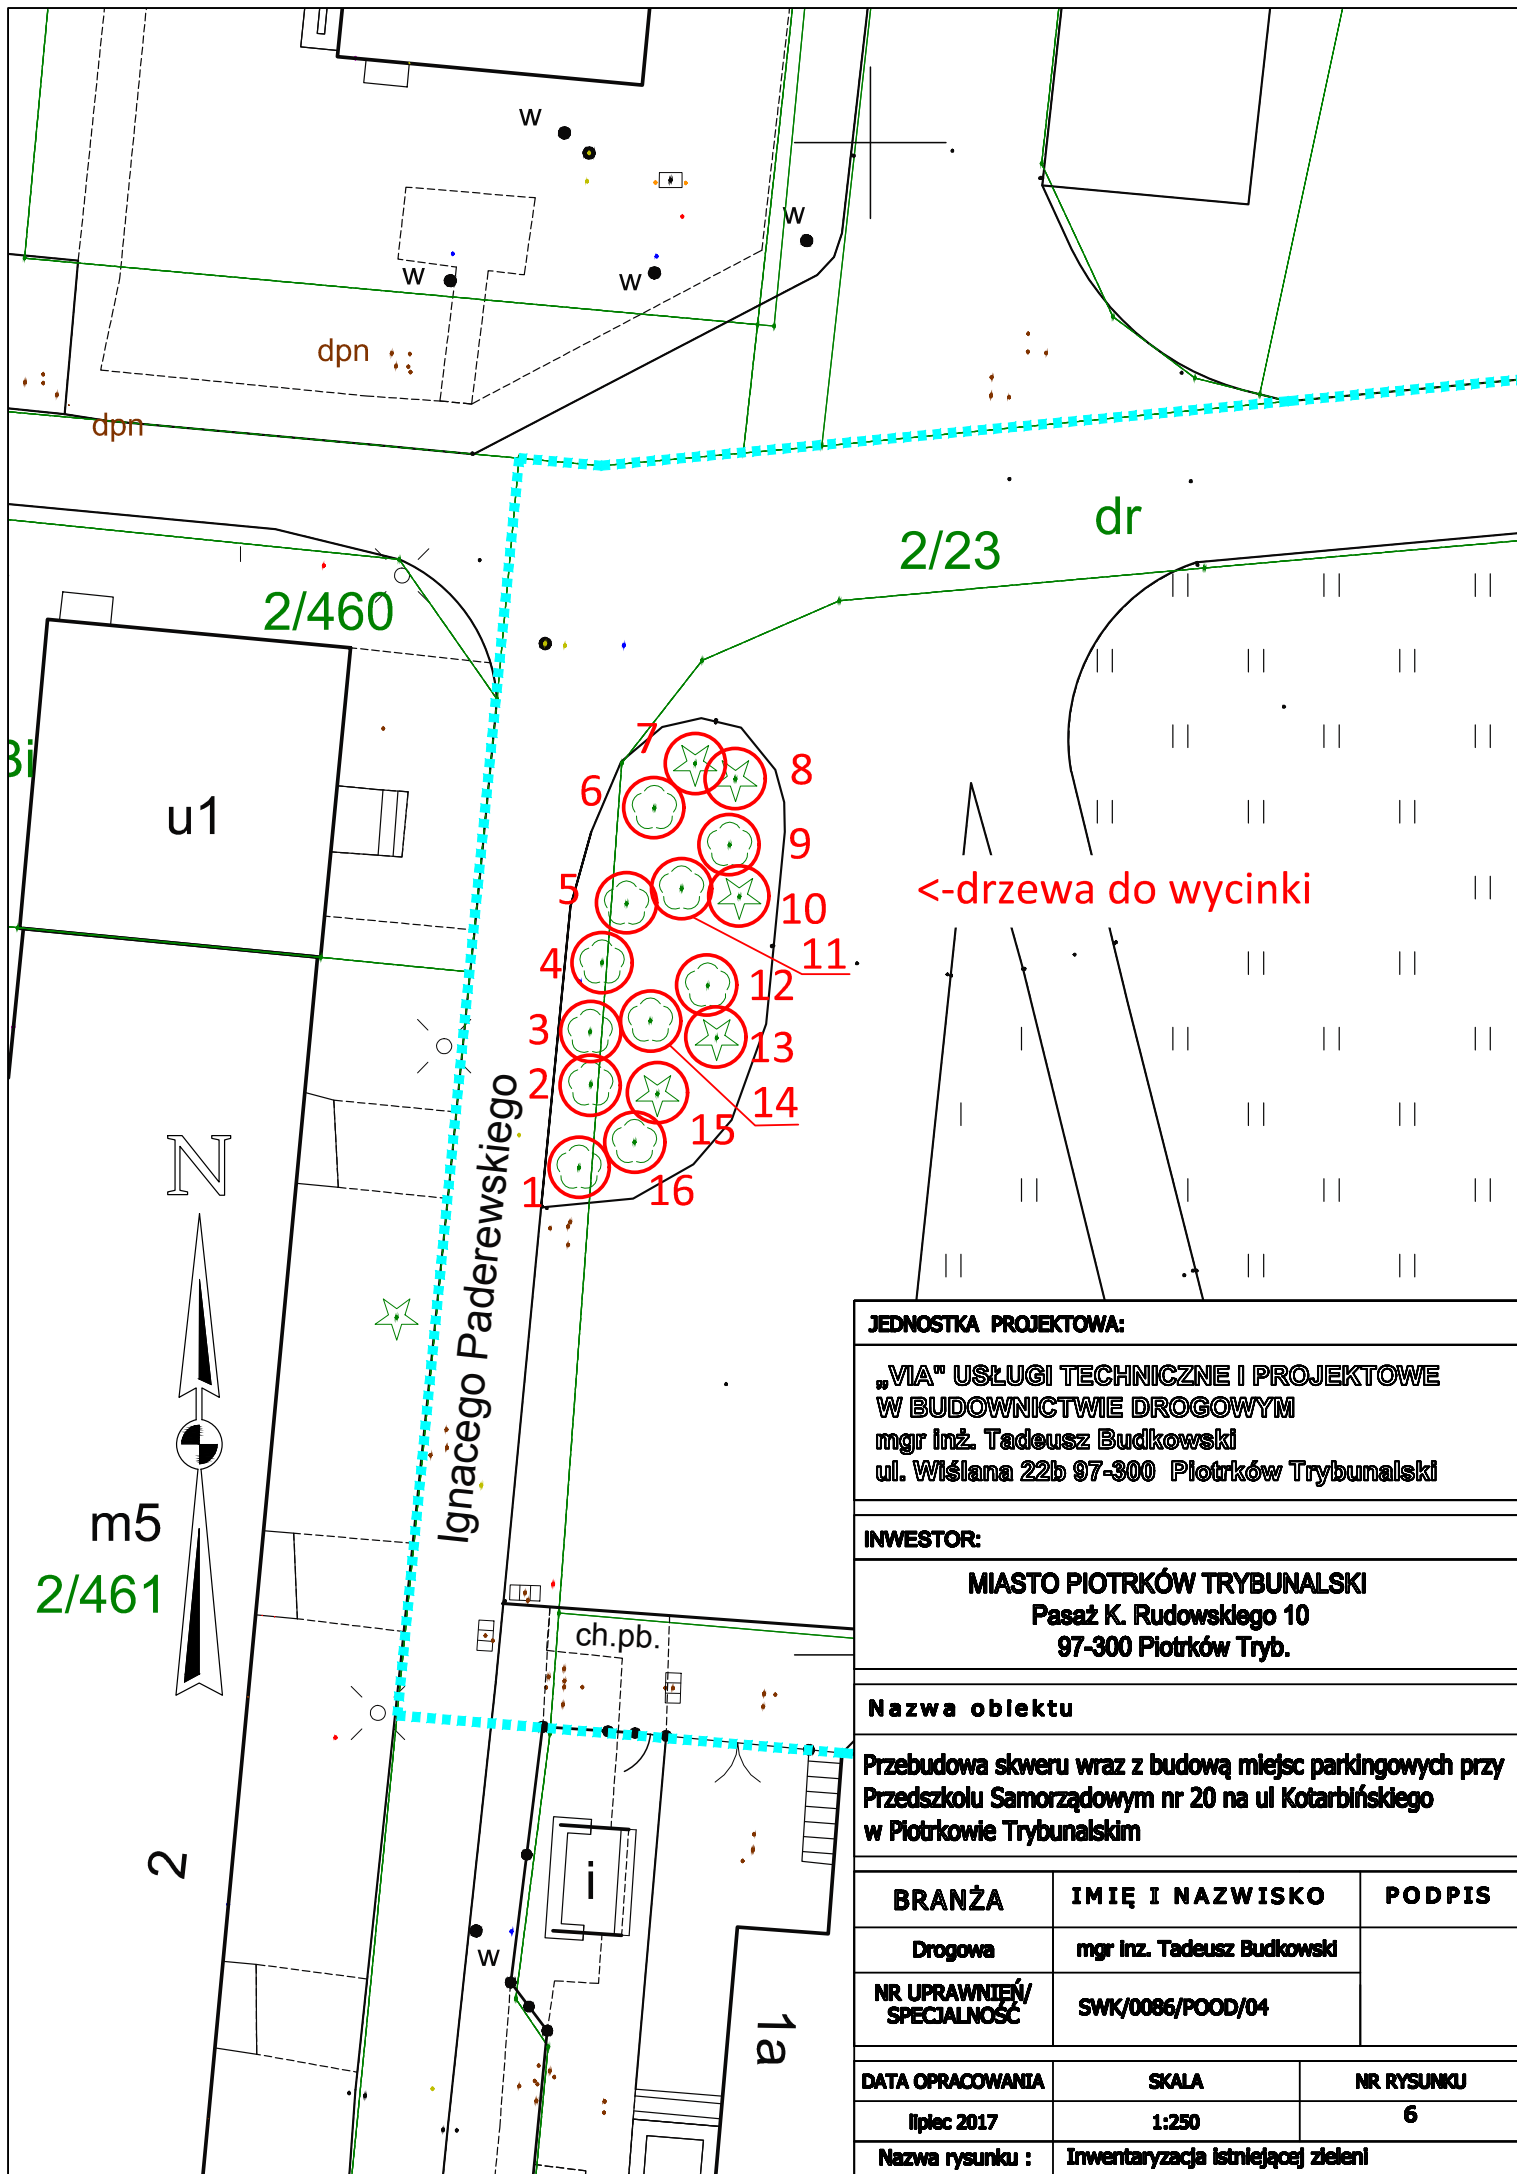 w
w
w
w
dpn
dpn
dr
2/23
2/460
u1
7
8
6
9
5
10
<-drzewa do wycinki
11
4
12
3
13
2
14
15
1
16
N
Ignacego Paderewskiego
m5
2/461
ch.pb.
2
i
w
1a
JEDNOSTKA PROJEKTOWA:
„VIA" USŁUGI TECHNICZNE I PROJEKTOWE
W BUDOWNICTWIE DROGOWYM
mgr inż. Tadeusz Budkowski
ul. Wiślana 22b 97-300 Piotrków Trybunalski
INWESTOR:
MIASTO PIOTRKÓW TRYBUNALSKI
Pasaż K. Rudowskiego 10
97-300 Piotrków Tryb.
Nazwa obiektu
Przebudowa skweru wraz z budową miejsc parkingowych przy
Przedszkolu Samorządowym nr 20 na ul Kotarbińskiego
w Piotrkowie Trybunalskim
BRANŻA IMIĘ I NAZWISKO PODPIS
Drogowa mgr inz. Tadeusz Budkowski
NR UPRAWNIEŃ/
SPECJALNOŚĆ SWK/0086/POOD/04
DATA OPRACOWANIA SKALA NR RYSUNKU
lipiec 2017 1:250 6
Nazwa rysunku : Inwentaryzacja istniejącej zieleni